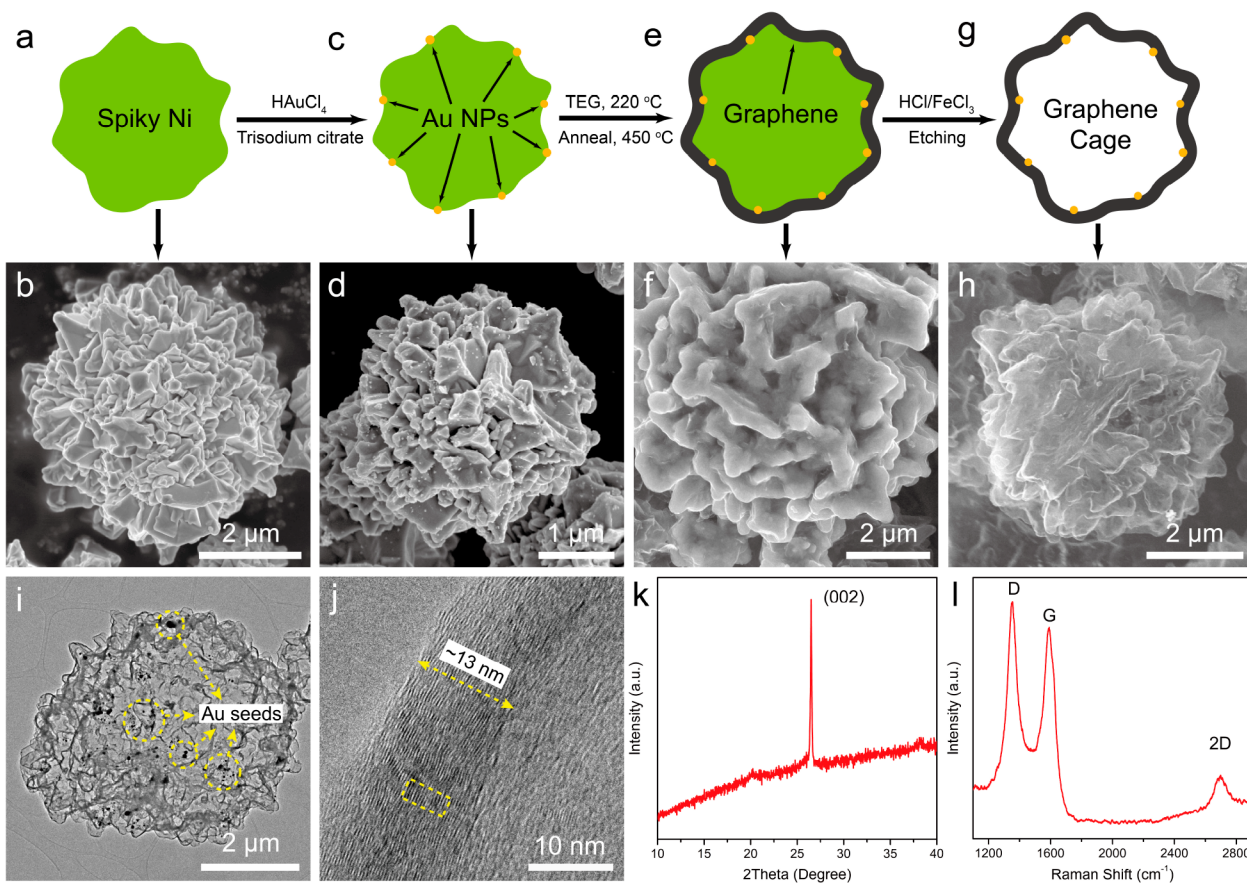 a
Spiky Ni
HAuCl4
Trisodium citrate
c
Au NPs
TEG, 220 °C
Anneal, 450 °C
e
Graphene
HCl/FeCl3
Etching
g
Graphene
Cage
b
2 µm
d
1 µm
f
2 µm
h
2 µm
i
Au seeds
2 µm
j
~13 nm
10 nm
k
(002)
Intensity (a.u.)
10 15 20 25 30 35 40
2Theta (Degree)
l
D
G
2D
Intensity (a.u.)
1200 1600 2000 2400 2800
Raman Shift (cm-1)